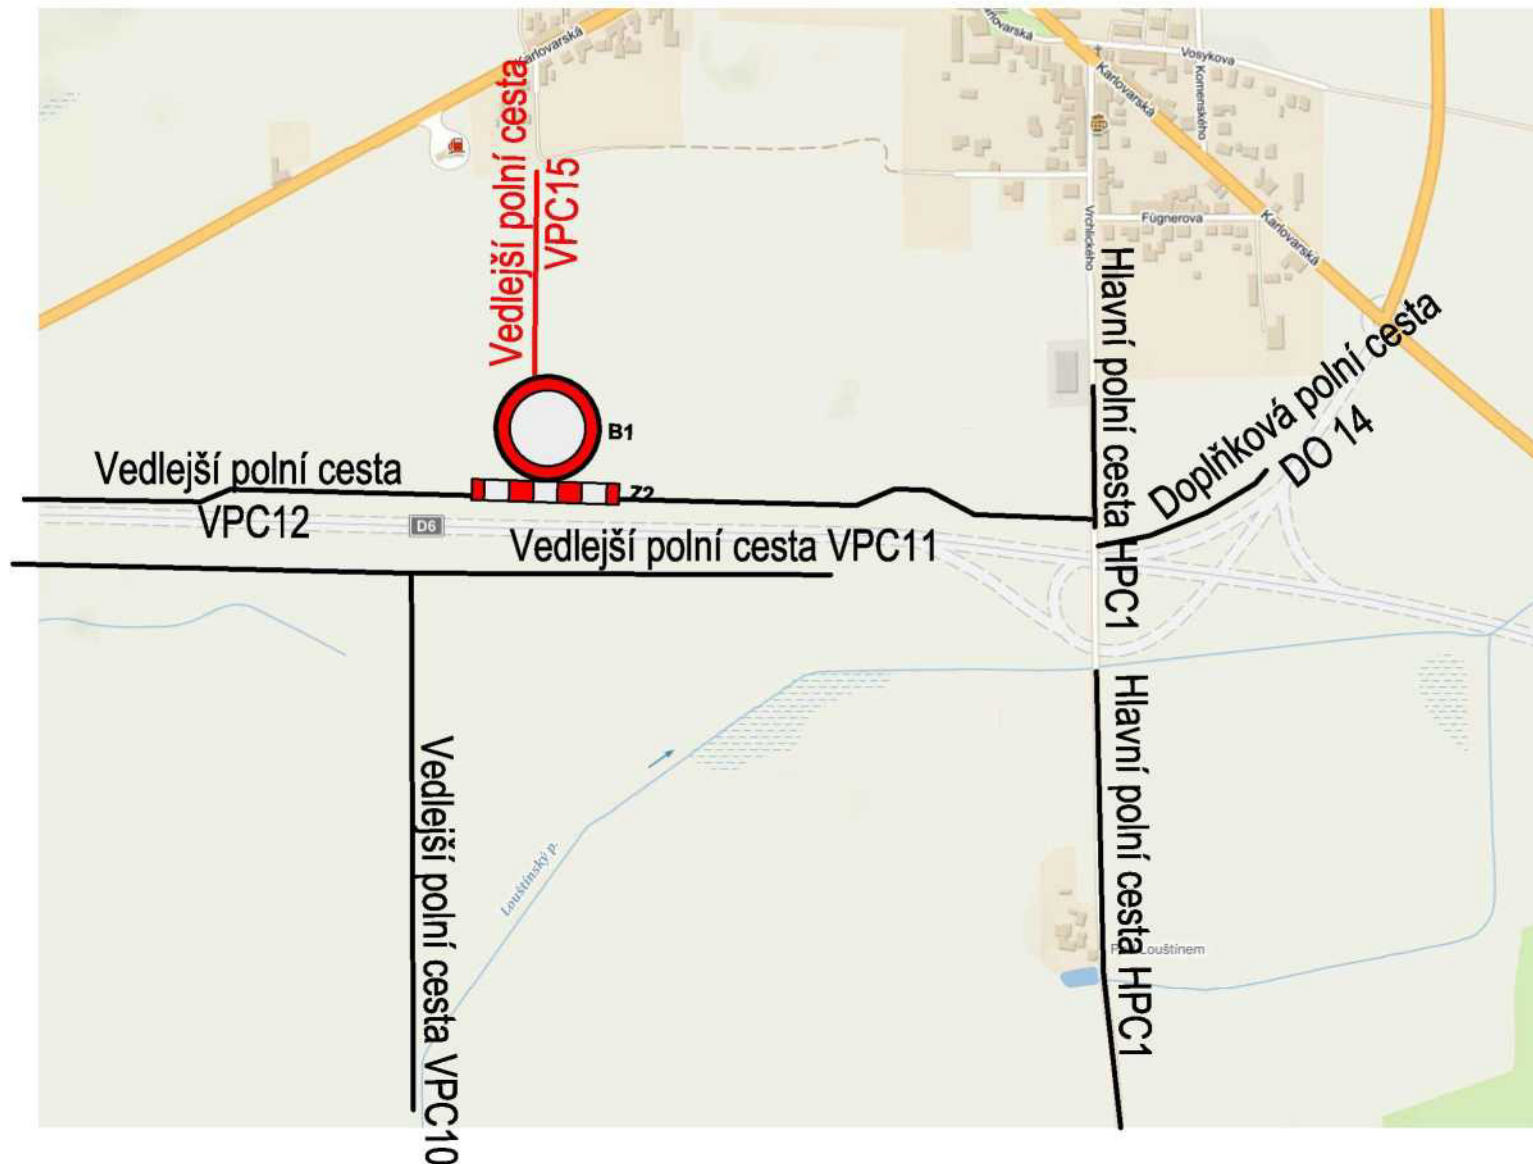 Karlovarská
Karlovarská
Vosykova
Komenského
Karlovarská
Vedlejší polní cesta
VPC15
Fügnerova
Vrchlického
Karlovarská
Hlavní polní cesta HPC1
Doplňková polní cesta
DO 14
B1
Z2
Vedlejší polní cesta
VPC12
D6
Vedlejší polní cesta VPC11
Hlavní polní cesta HPC1
Vedlejší polní cesta VPC10
Louštínský p.
Louštínem